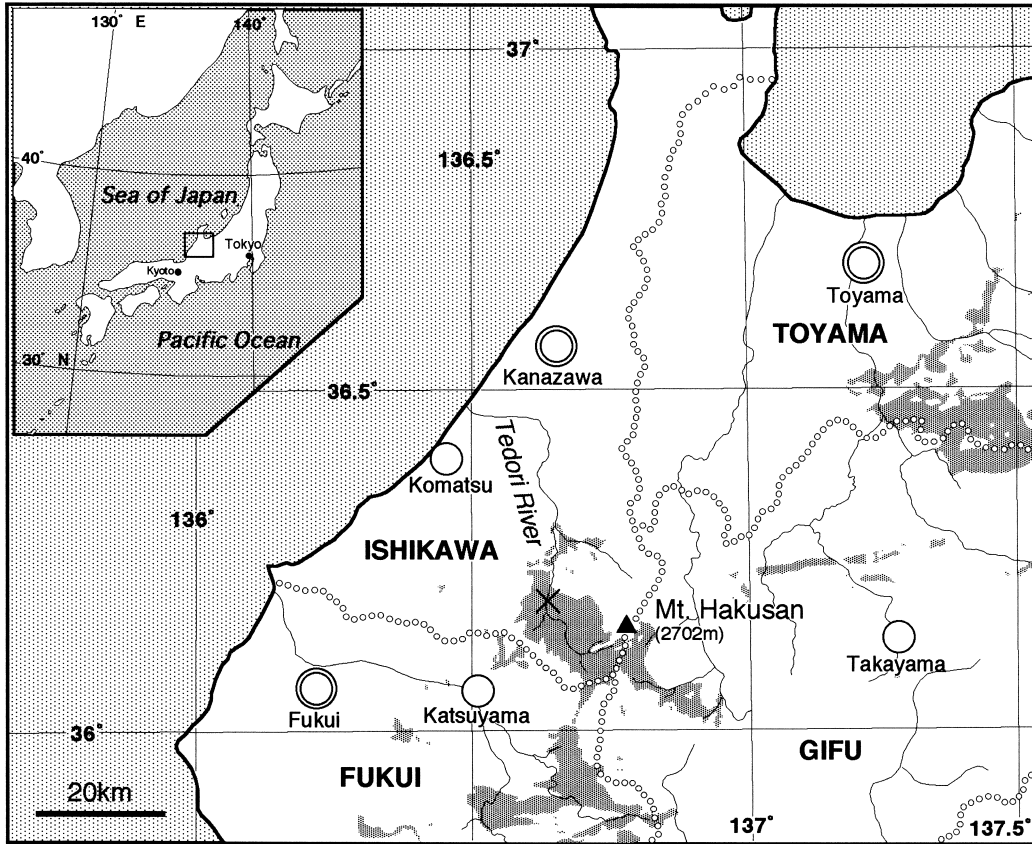 130° E
140°
40°
Sea of Japan
Tokyo
Kyoto
Pacific Ocean
30° N
37°
136.5°
Toyama
TOYAMA
Kanazawa
36.5°
Tedori River
Komatsu
136°
ISHIKAWA
Mt. Hakusan
(2702m)
Takayama
Fukui
Katsuyama
36°
GIFU
FUKUI
20km
137°
137.5°